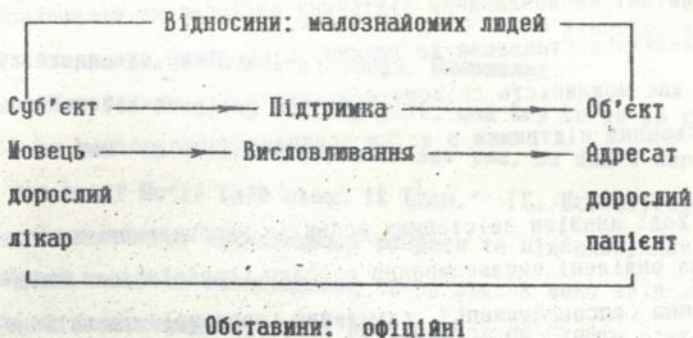 Відносини: малознайомих людей
Суб'єкт Підтримка Об'єкт
Мовець Висловлювання Адресат
дорослий дорослий
лікар пацієнт
Обставини: офіційні